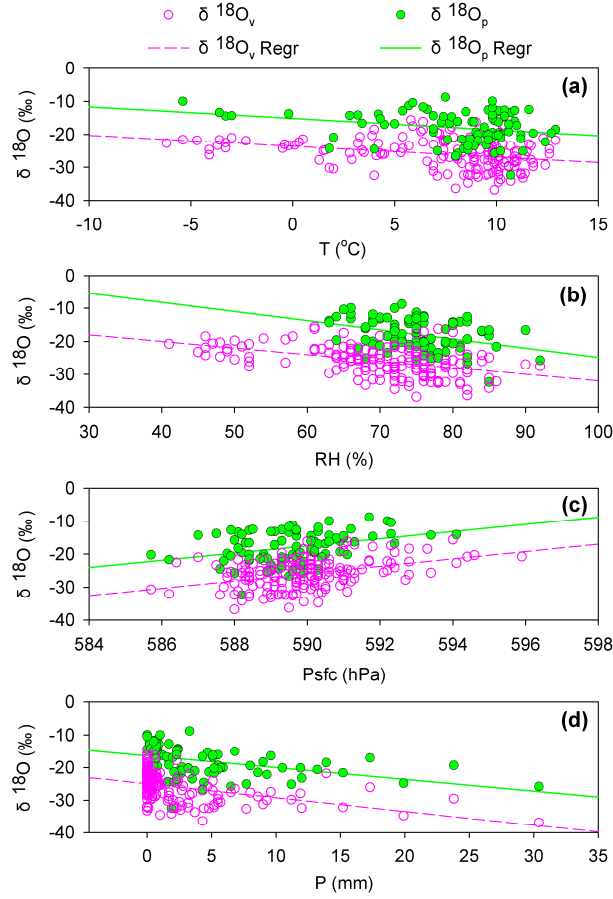 δ 18Ov δ 18Op
δ 18Ov Regr δ 18Op Regr
(a)
δ 18O (‰)
0
-10
-20
-30
-40
-10 -5 0 5 10 15
T (oC)
(b)
δ 18O (‰)
0
-10
-20
-30
-40
30 40 50 60 70 80 90 100
RH (%)
(c)
δ 18O (‰)
0
-10
-20
-30
-40
584 586 588 590 592 594 596 598
Psfc (hPa)
(d)
δ 18O (‰)
0
-10
-20
-30
-40
0 5 10 15 20 25 30 35
P (mm)